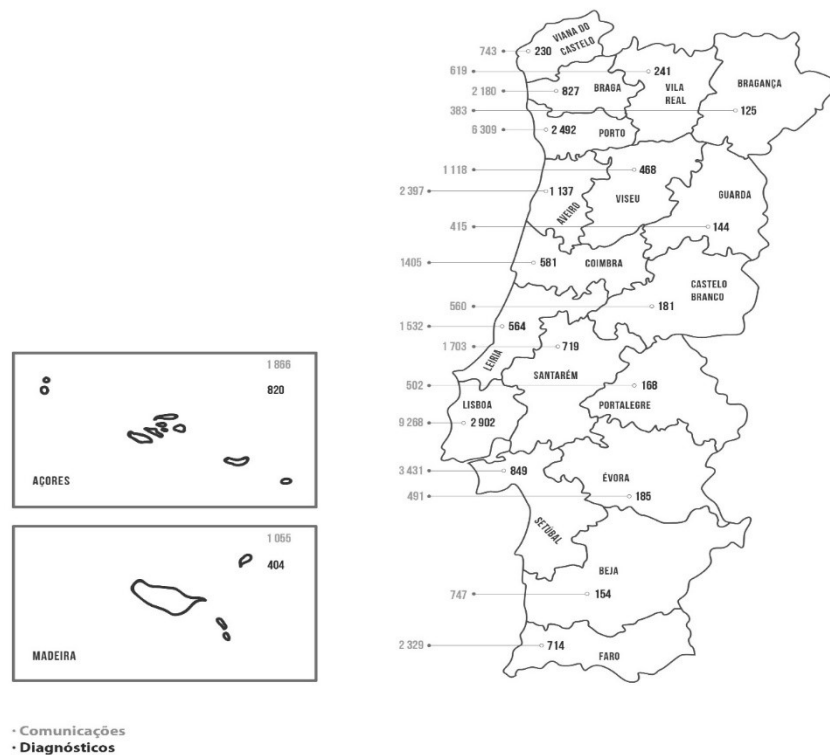 VIANA DO
CASTELO
743 230
619 241
BRAGANÇA
2 180 827 BRAGA VILA
REAL
383 125
6 309 2 492 PORTO
1 118 468
2 397 1 137 GUARDA
VISEU
AVEIRO
415 144
1405 581 COIMBRA
CASTELO
BRANCO
560 181
1 532 564
1 703 719
LEIRIA
SANTARÉM
502 168
LISBOA PORTALEGRE
9 268 2 902
3 431 849
ÉVORA
491 185
SETÚBAL
BEJA
747 154
2 329 714
FARO
1 866
820
AÇORES
1 055
404
MADEIRA
· Comunicações
· Diagnósticos